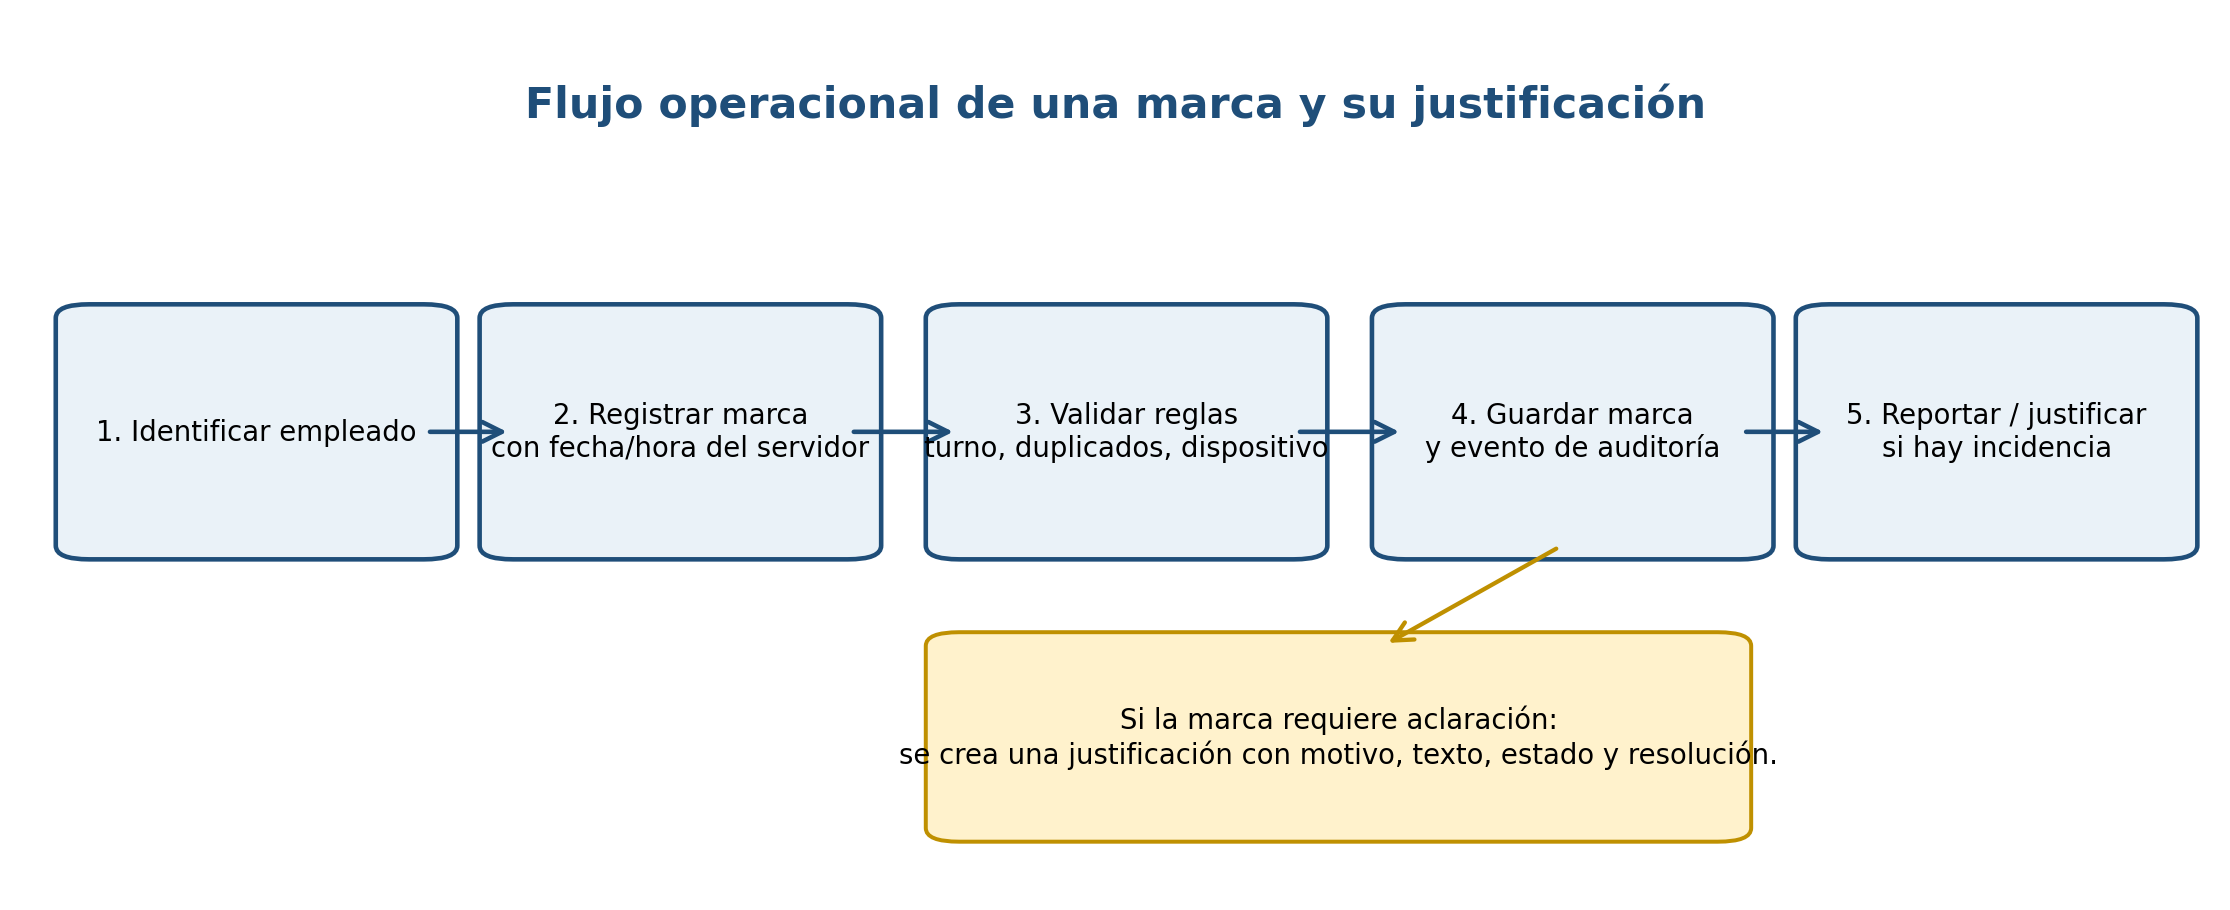 Flujo operacional de una marca y su justificación
1. Identificar empleado
2. Registrar marca
con fecha/hora del servidor
3. Validar reglas
turno, duplicados, dispositivo
4. Guardar marca
y evento de auditoría
5. Reportar / justificar
si hay incidencia
Si la marca requiere aclaración:
se crea una justificación con motivo, texto, estado y resolución.